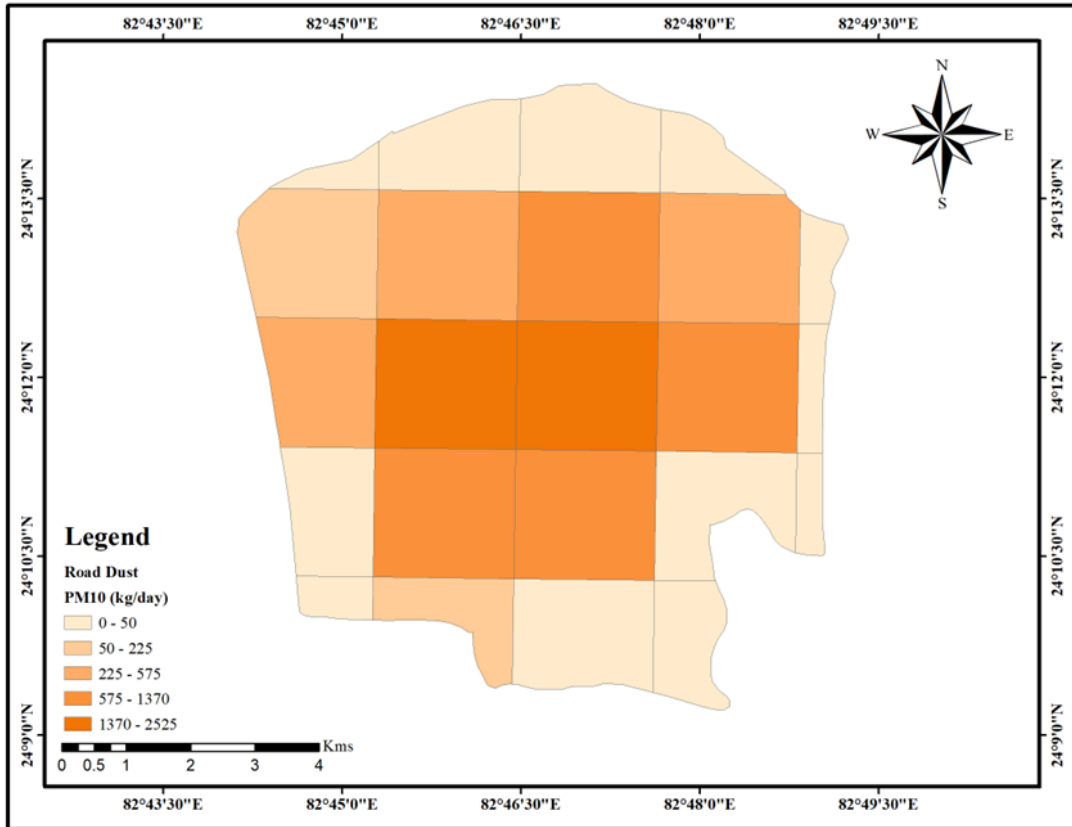 82°43'30"E 82°45'0"E 82°46'30"E 82°48'0"E 82°49'30"E
N
W E
S
24°13'30"N 24°13'30"N
24°12'0"N 24°12'0"N
24°10'30"N 24°10'30"N
24°9'0"N 24°9'0"N
Legend
Road Dust
PM10 (kg/day)
0 - 50
50 - 225
225 - 575
575 - 1370
1370 - 2525
Kms
0 0.5 1 2 3 4
82°43'30"E 82°45'0"E 82°46'30"E 82°48'0"E 82°49'30"E